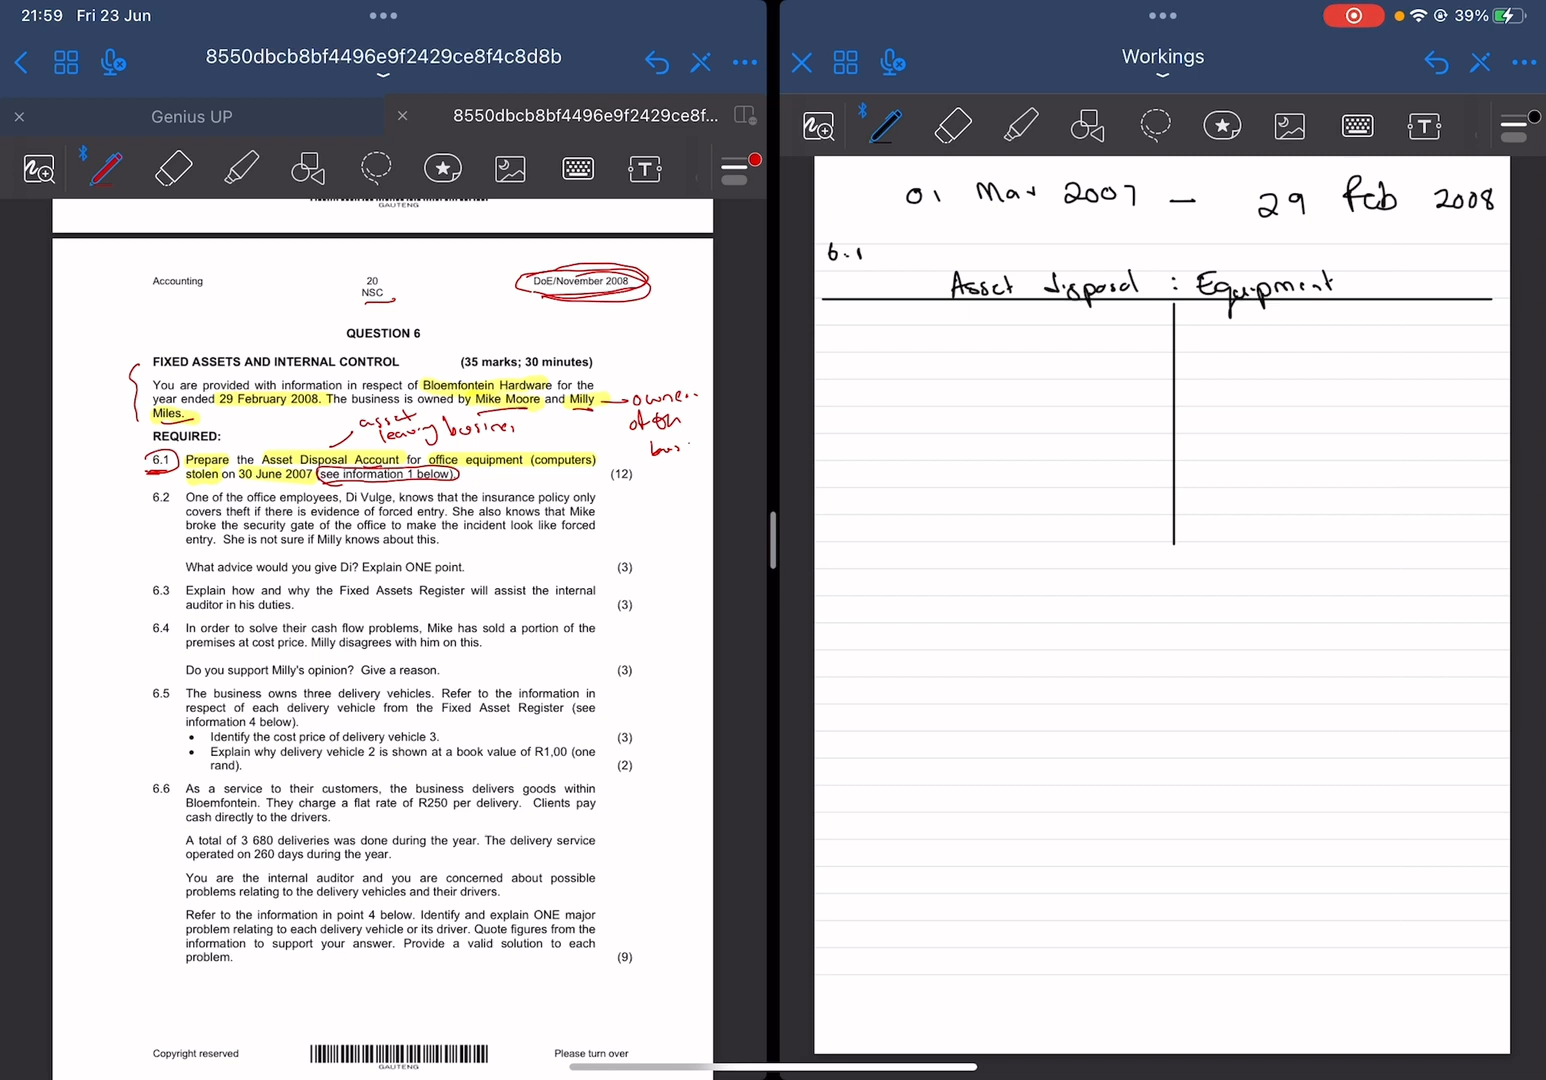 21:59 Fri 23 Jun
39%
8550dbcb8bf4496e9f2429ce8f4c8d8b
Workings
Genius UP
8550dbcb8bf4496e9f2429ce8f...
GAUTENG
Accounting
20
NSC
DoE/November 2008
QUESTION 6
FIXED ASSETS AND INTERNAL CONTROL (35 marks; 30 minutes)
You are provided with information in respect of Bloemfontein Hardware for the
year ended 29 February 2008. The business is owned by Mike Moore and Milly
Miles.
owner
of the
bus.
asset
leaving business
REQUIRED:
6.1 Prepare the Asset Disposal Account for office equipment (computers)
stolen on 30 June 2007 (see information 1 below). (12)
6.2 One of the office employees, Di Vulge, knows that the insurance policy only
covers theft if there is evidence of forced entry. She also knows that Mike
broke the security gate of the office to make the incident look like forced
entry. She is not sure if Milly knows about this.
What advice would you give Di? Explain ONE point. (3)
6.3 Explain how and why the Fixed Assets Register will assist the internal
auditor in his duties. (3)
6.4 In order to solve their cash flow problems, Mike has sold a portion of the
premises at cost price. Milly disagrees with him on this.
Do you support Milly's opinion? Give a reason. (3)
6.5 The business owns three delivery vehicles. Refer to the information in
respect of each delivery vehicle from the Fixed Asset Register (see
information 4 below).
• Identify the cost price of delivery vehicle 3. (3)
• Explain why delivery vehicle 2 is shown at a book value of R1,00 (one
rand). (2)
6.6 As a service to their customers, the business delivers goods within
Bloemfontein. They charge a flat rate of R250 per delivery. Clients pay
cash directly to the drivers.
A total of 3 680 deliveries was done during the year. The delivery service
operated on 260 days during the year.
You are the internal auditor and you are concerned about possible
problems relating to the delivery vehicles and their drivers.
Refer to the information in point 4 below. Identify and explain ONE major
problem relating to each delivery vehicle or its driver. Quote figures from the
information to support your answer. Provide a valid solution to each
problem. (9)
Copyright reserved
GAUTENG
Please turn over
01 Mar 2007 - 29 Feb 2008
6.1
Asset Disposal : Equipment